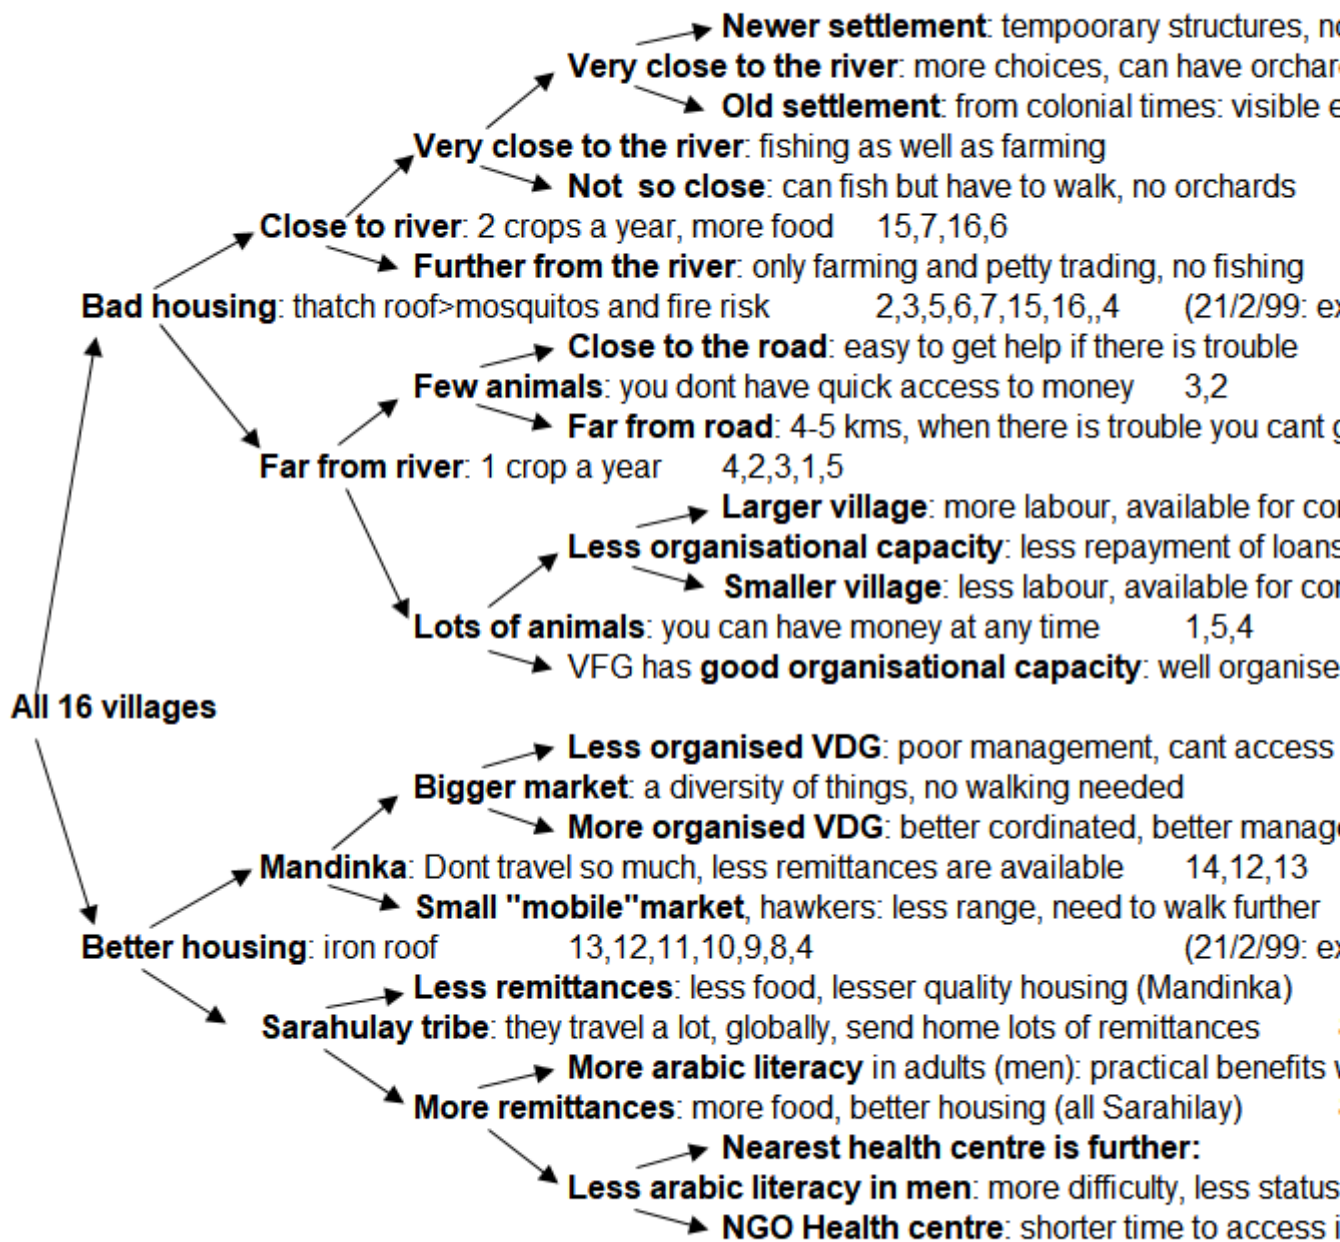 Newer settlement: tempoorary structures,
Very close to the river: more choices, can have
Old settlement: from colonial times: visible
Very close to the river: fishing as well as farming
Not so close: can fish but have to walk, no orchards
Close to river: 2 crops a year, more food 15,7,16,6
Further from the river: only farming and petty trading, no fishing
Bad housing: thatch roof>mosquitos and fire risk 2,3,5,6,7,15,16,,4 (21/2/99:
Close to the road: easy to get help if there is trouble
Few animals: you dont have quick access to money 3,2
Far from road: 4-5 kms, when there is trouble you cant
Far from river: 1 crop a year 4,2,3,1,5
Larger village: more labour, available for
Less organisational capacity: less repayment of loans
Smaller village: less labour, available for
Lots of animals: you can have money at any time 1,5,4
VFG has good organisational capacity: well organise
All 16 villages
Less organised VDG: poor management, cant access
Bigger market: a diversity of things, no walking needed
More organised VDG: better cordinated, better
Mandinka: Dont travel so much, less remittances are available 14,12,13
Small "mobile"market, hawkers: less range, need to walk further
Better housing: iron roof 13,12,11,10,9,8,4 (21/2/99:
Less remittances: less food, lesser quality housing (Mandinka)
Sarahulay tribe: they travel a lot, globally, send home lots of remittances
More arabic literacy in adults (men): practical benefits
More remittances: more food, better housing (all Sarahilay)
Nearest health centre is further:
Less arabic literacy in men: more difficulty, less status
NGO Health centre: shorter time to access